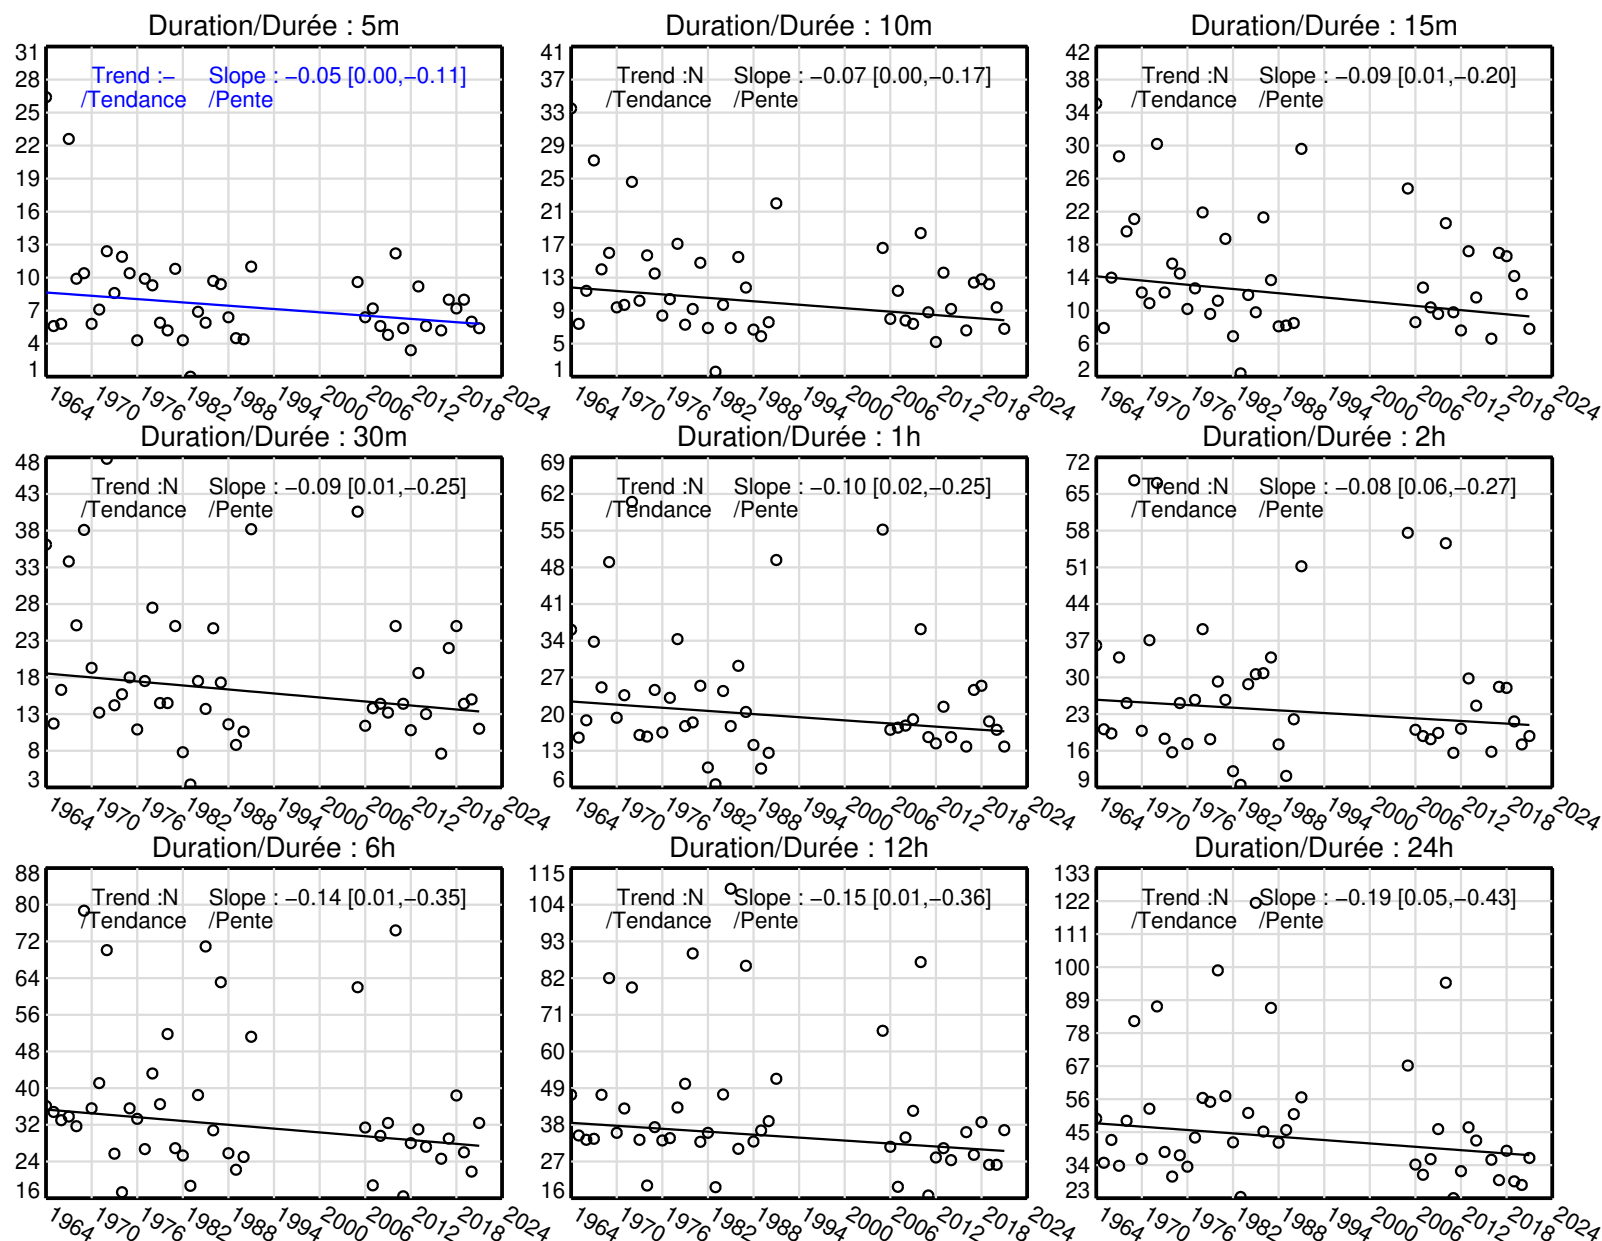 Duration/Durée : 5m
Trend :− Slope : −0.05 [0.00,−0.11]
/Tendance /Pente
31
28
25
22
19
16
13
10
7
4
1
1964 1970 1976 1982 1988 1994 2000 2006 2012 2018 2024
Duration/Durée : 10m
Trend :N Slope : −0.07 [0.00,−0.17]
/Tendance /Pente
41
37
33
29
25
21
17
13
9
5
1
1964 1970 1976 1982 1988 1994 2000 2006 2012 2018 2024
Duration/Durée : 15m
Trend :N Slope : −0.09 [0.01,−0.20]
/Tendance /Pente
42
38
34
30
26
22
18
14
10
6
2
1964 1970 1976 1982 1988 1994 2000 2006 2012 2018 2024
Duration/Durée : 30m
Trend :N Slope : −0.09 [0.01,−0.25]
/Tendance /Pente
48
43
38
33
28
23
18
13
8
3
1964 1970 1976 1982 1988 1994 2000 2006 2012 2018 2024
Duration/Durée : 1h
Trend :N Slope : −0.10 [0.02,−0.25]
/Tendance /Pente
69
62
55
48
41
34
27
20
13
6
1964 1970 1976 1982 1988 1994 2000 2006 2012 2018 2024
Duration/Durée : 2h
Trend :N Slope : −0.08 [0.06,−0.27]
/Tendance /Pente
72
65
58
51
44
37
30
23
16
9
1964 1970 1976 1982 1988 1994 2000 2006 2012 2018 2024
Duration/Durée : 6h
Trend :N Slope : −0.14 [0.01,−0.35]
/Tendance /Pente
88
80
72
64
56
48
40
32
24
16
1964 1970 1976 1982 1988 1994 2000 2006 2012 2018 2024
Duration/Durée : 12h
Trend :N Slope : −0.15 [0.01,−0.36]
/Tendance /Pente
115
104
93
82
71
60
49
38
27
16
1964 1970 1976 1982 1988 1994 2000 2006 2012 2018 2024
Duration/Durée : 24h
Trend :N Slope : −0.19 [0.05,−0.43]
/Tendance /Pente
133
122
111
100
89
78
67
56
45
34
23
1964 1970 1976 1982 1988 1994 2000 2006 2012 2018 2024